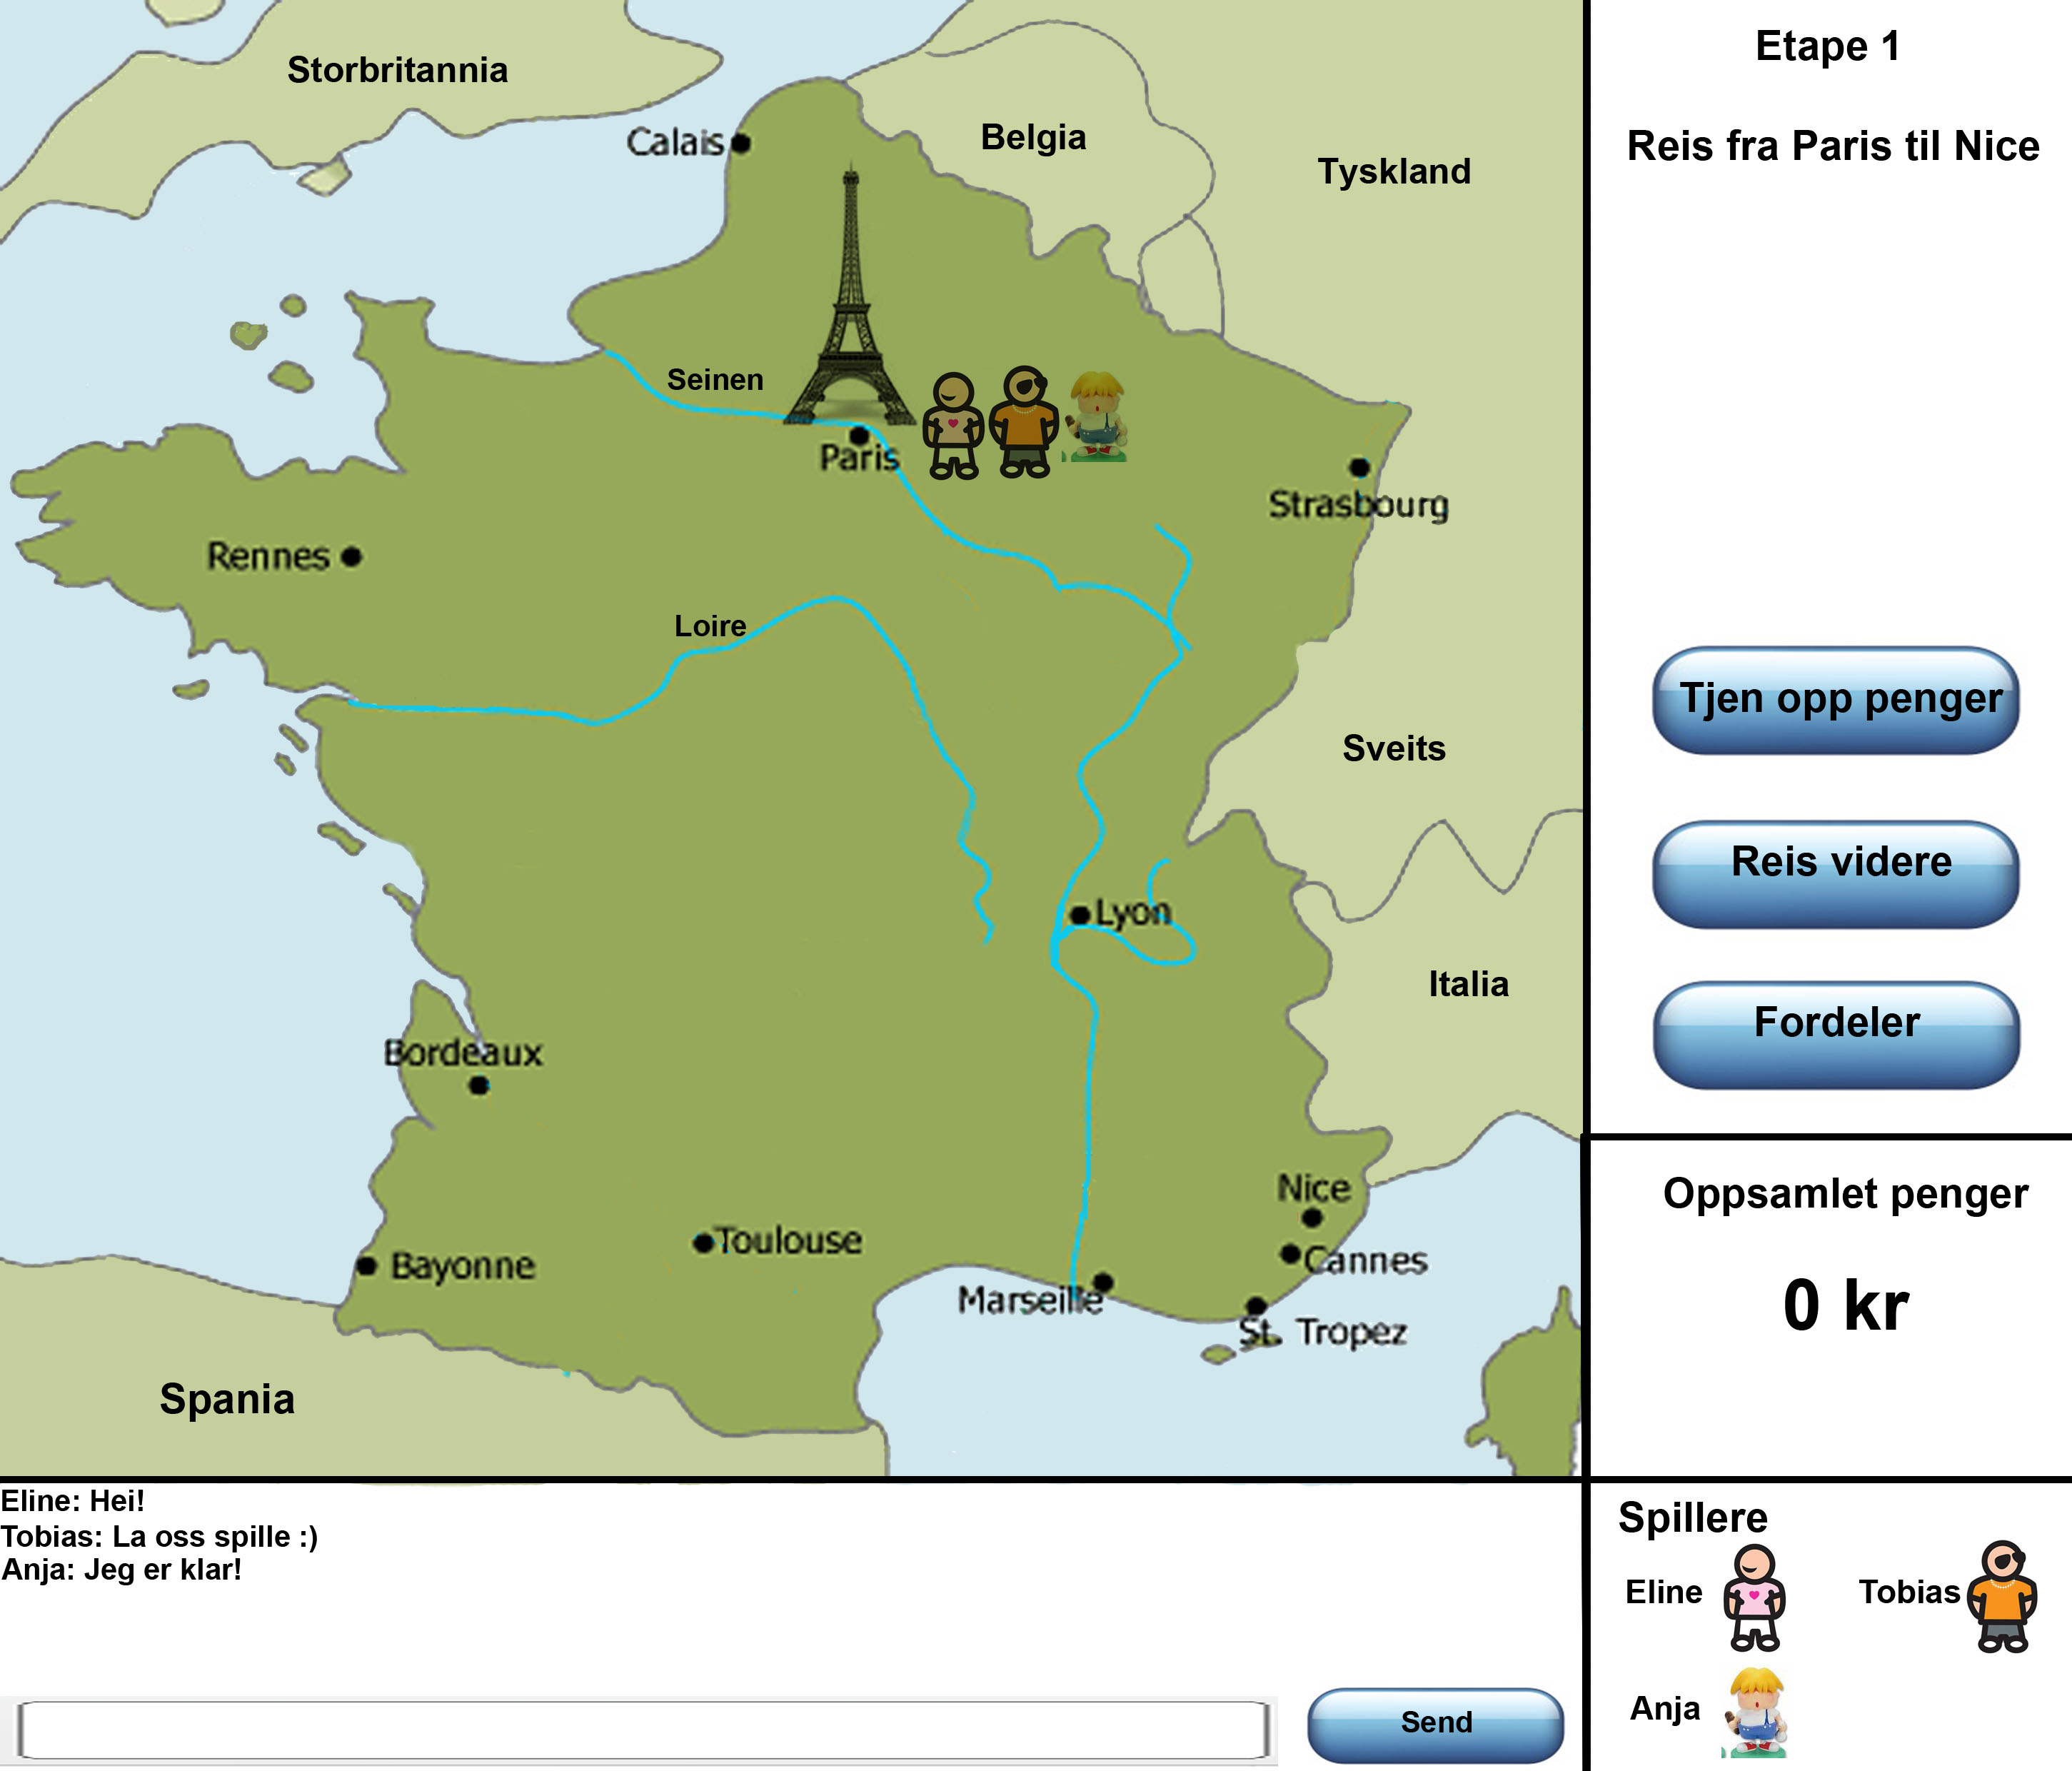 Storbritannia
Calais
Belgia
Tyskland
Seinen
Paris
Strasbourg
Rennes
Loire
Sveits
Lyon
Italia
Bordeaux
Nice
Toulouse
Cannes
Bayonne
Marseille
St. Tropez
Spania
Etape 1
Reis fra Paris til Nice
Tjen opp penger
Reis videre
Fordeler
Oppsamlet penger
0 kr
Eline: Hei!
Tobias: La oss spille :)
Anja: Jeg er klar!
Send
Spillere
Eline
Tobias
Anja